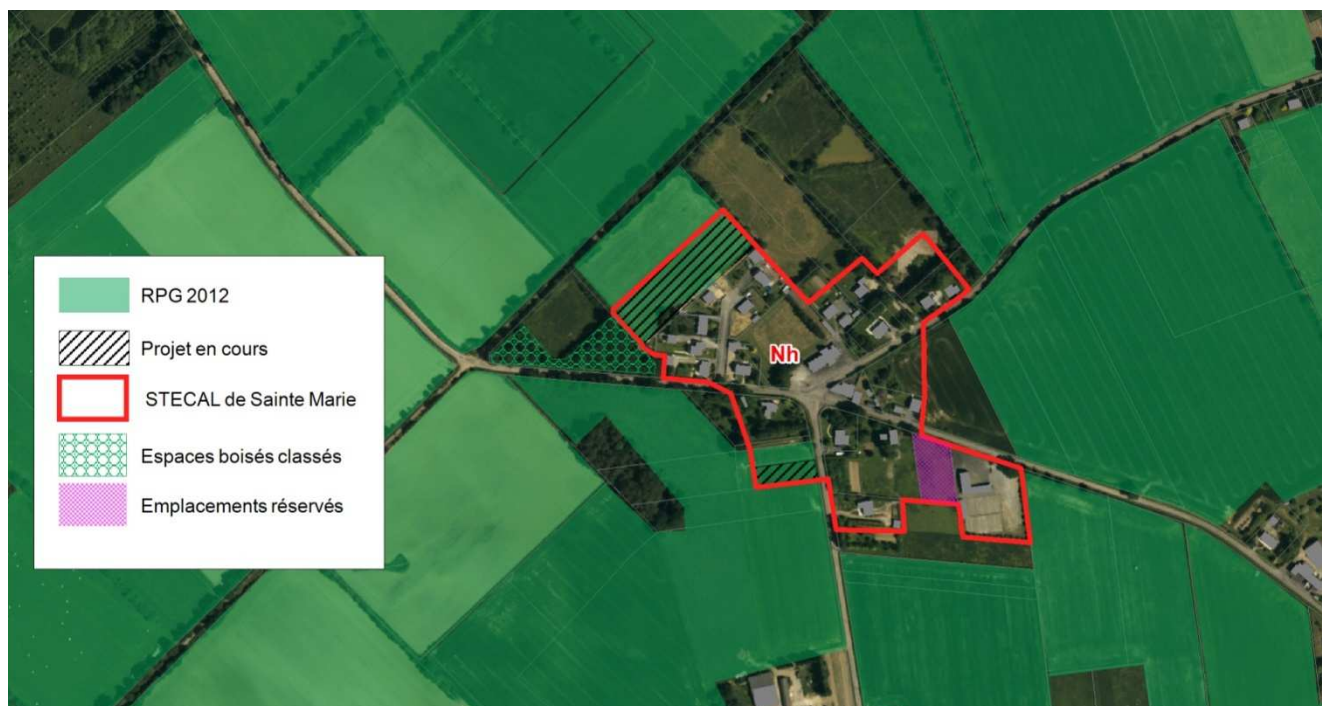 RPG 2012
Projet en cours
STECAL de Sainte Marie
Espaces boisés classés
Emplacements réservés
Nh